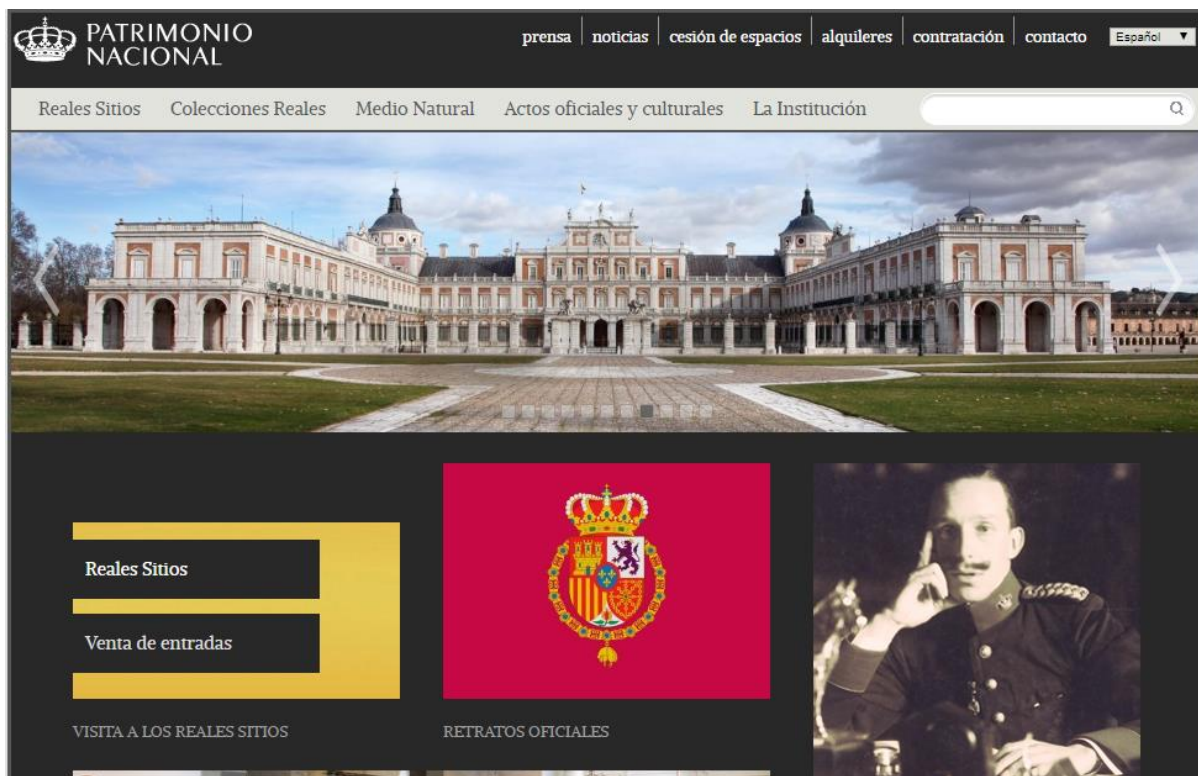 PATRIMONIO
NACIONAL
prensa noticias cesión de espacios alquileres contratación contacto Español
Reales Sitios Colecciones Reales Medio Natural Actos oficiales y culturales La Institución
Reales Sitios
Venta de entradas
VISITA A LOS REALES SITIOS RETRATOS OFICIALES